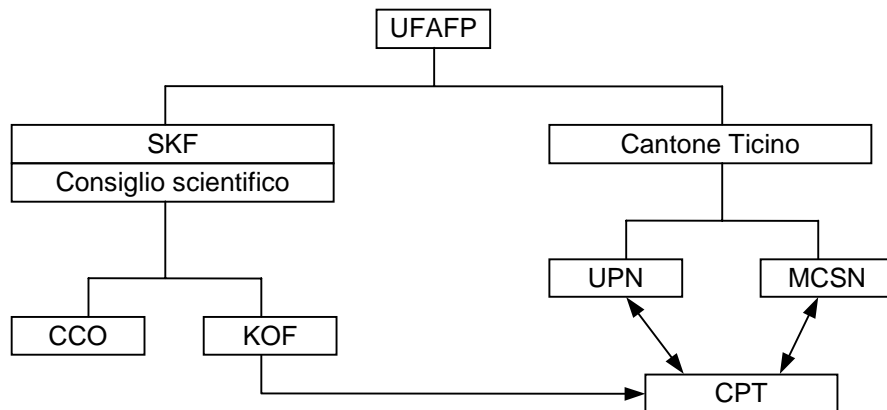 UFAFP
SKF
Cantone Ticino
Consiglio scientifico
UPN
MCSN
CCO
KOF
CPT